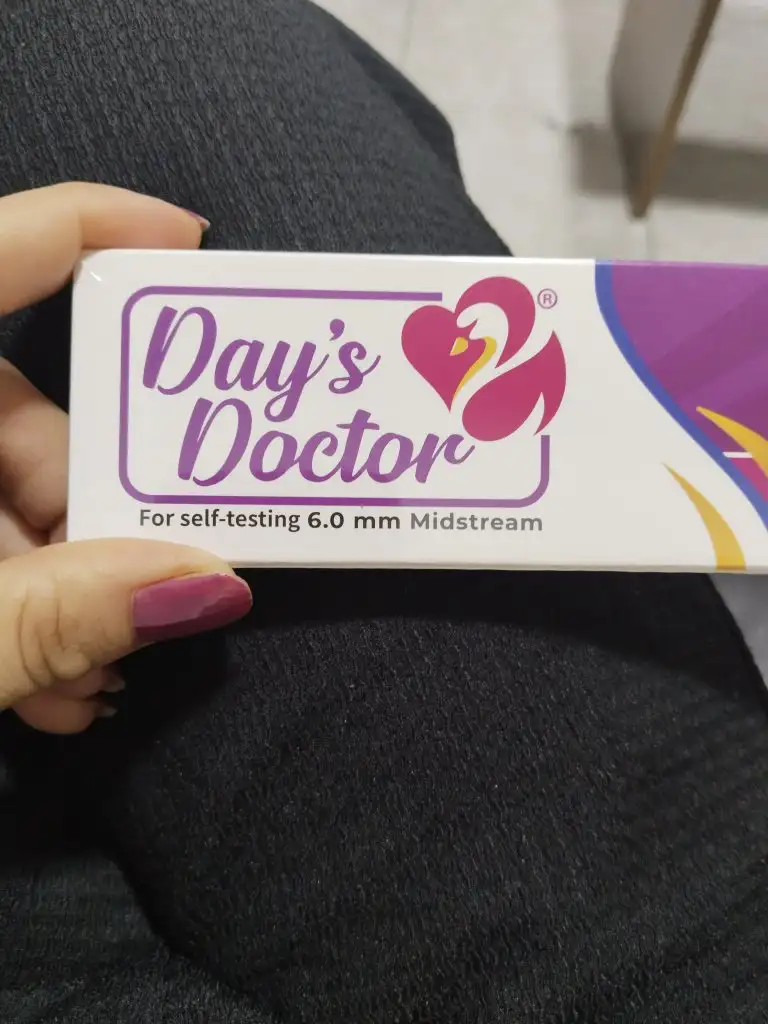 Day's
Doctor
®
For self-testing 6.0 mm Midstream